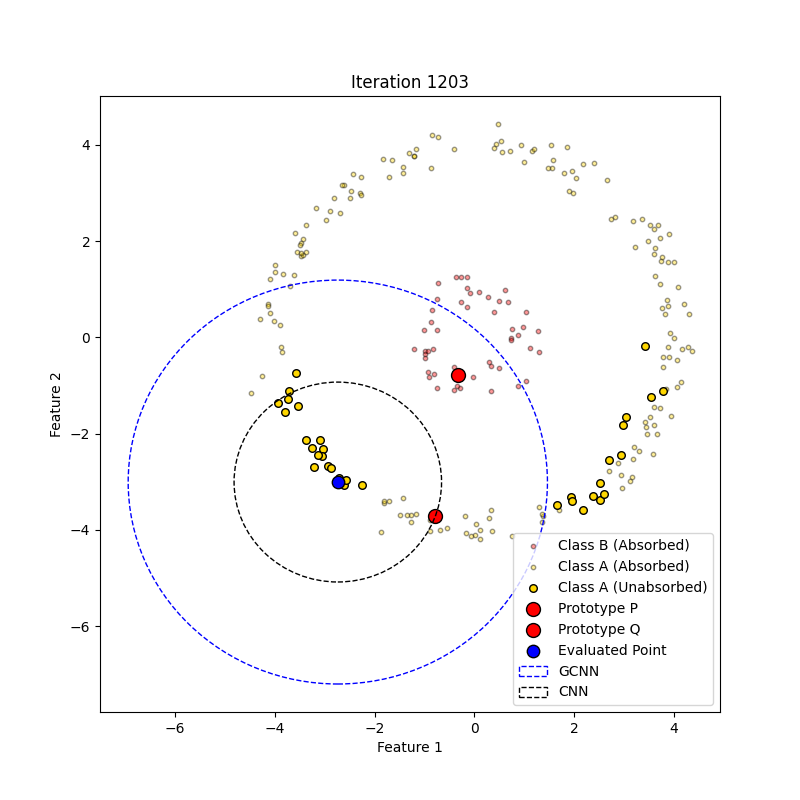 Iteration 1203
Feature 2
4
2
0
−2
−4
−6
Class B (Absorbed)
Class A (Absorbed)
Class A (Unabsorbed)
Prototype P
Prototype Q
Evaluated Point
GCNN
CNN
−6 −4 −2 0 2 4
Feature 1